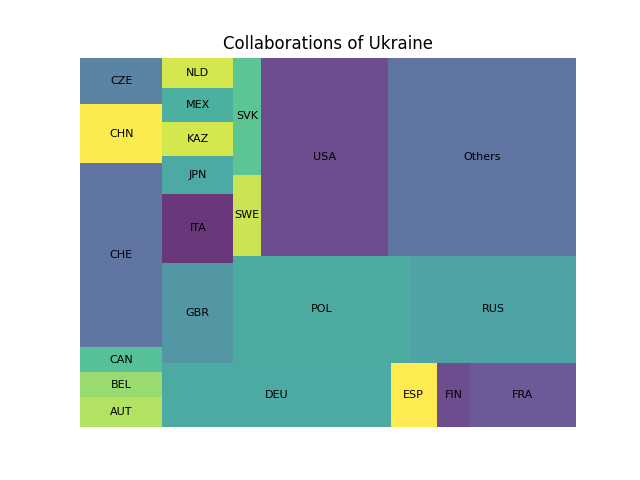 Collaborations of Ukraine
CZE
CHN
CHE
CAN
BEL
AUT
NLD
MEX
KAZ
JPN
ITA
GBR
SVK
SWE
USA
Others
POL
RUS
DEU
ESP
FIN
FRA